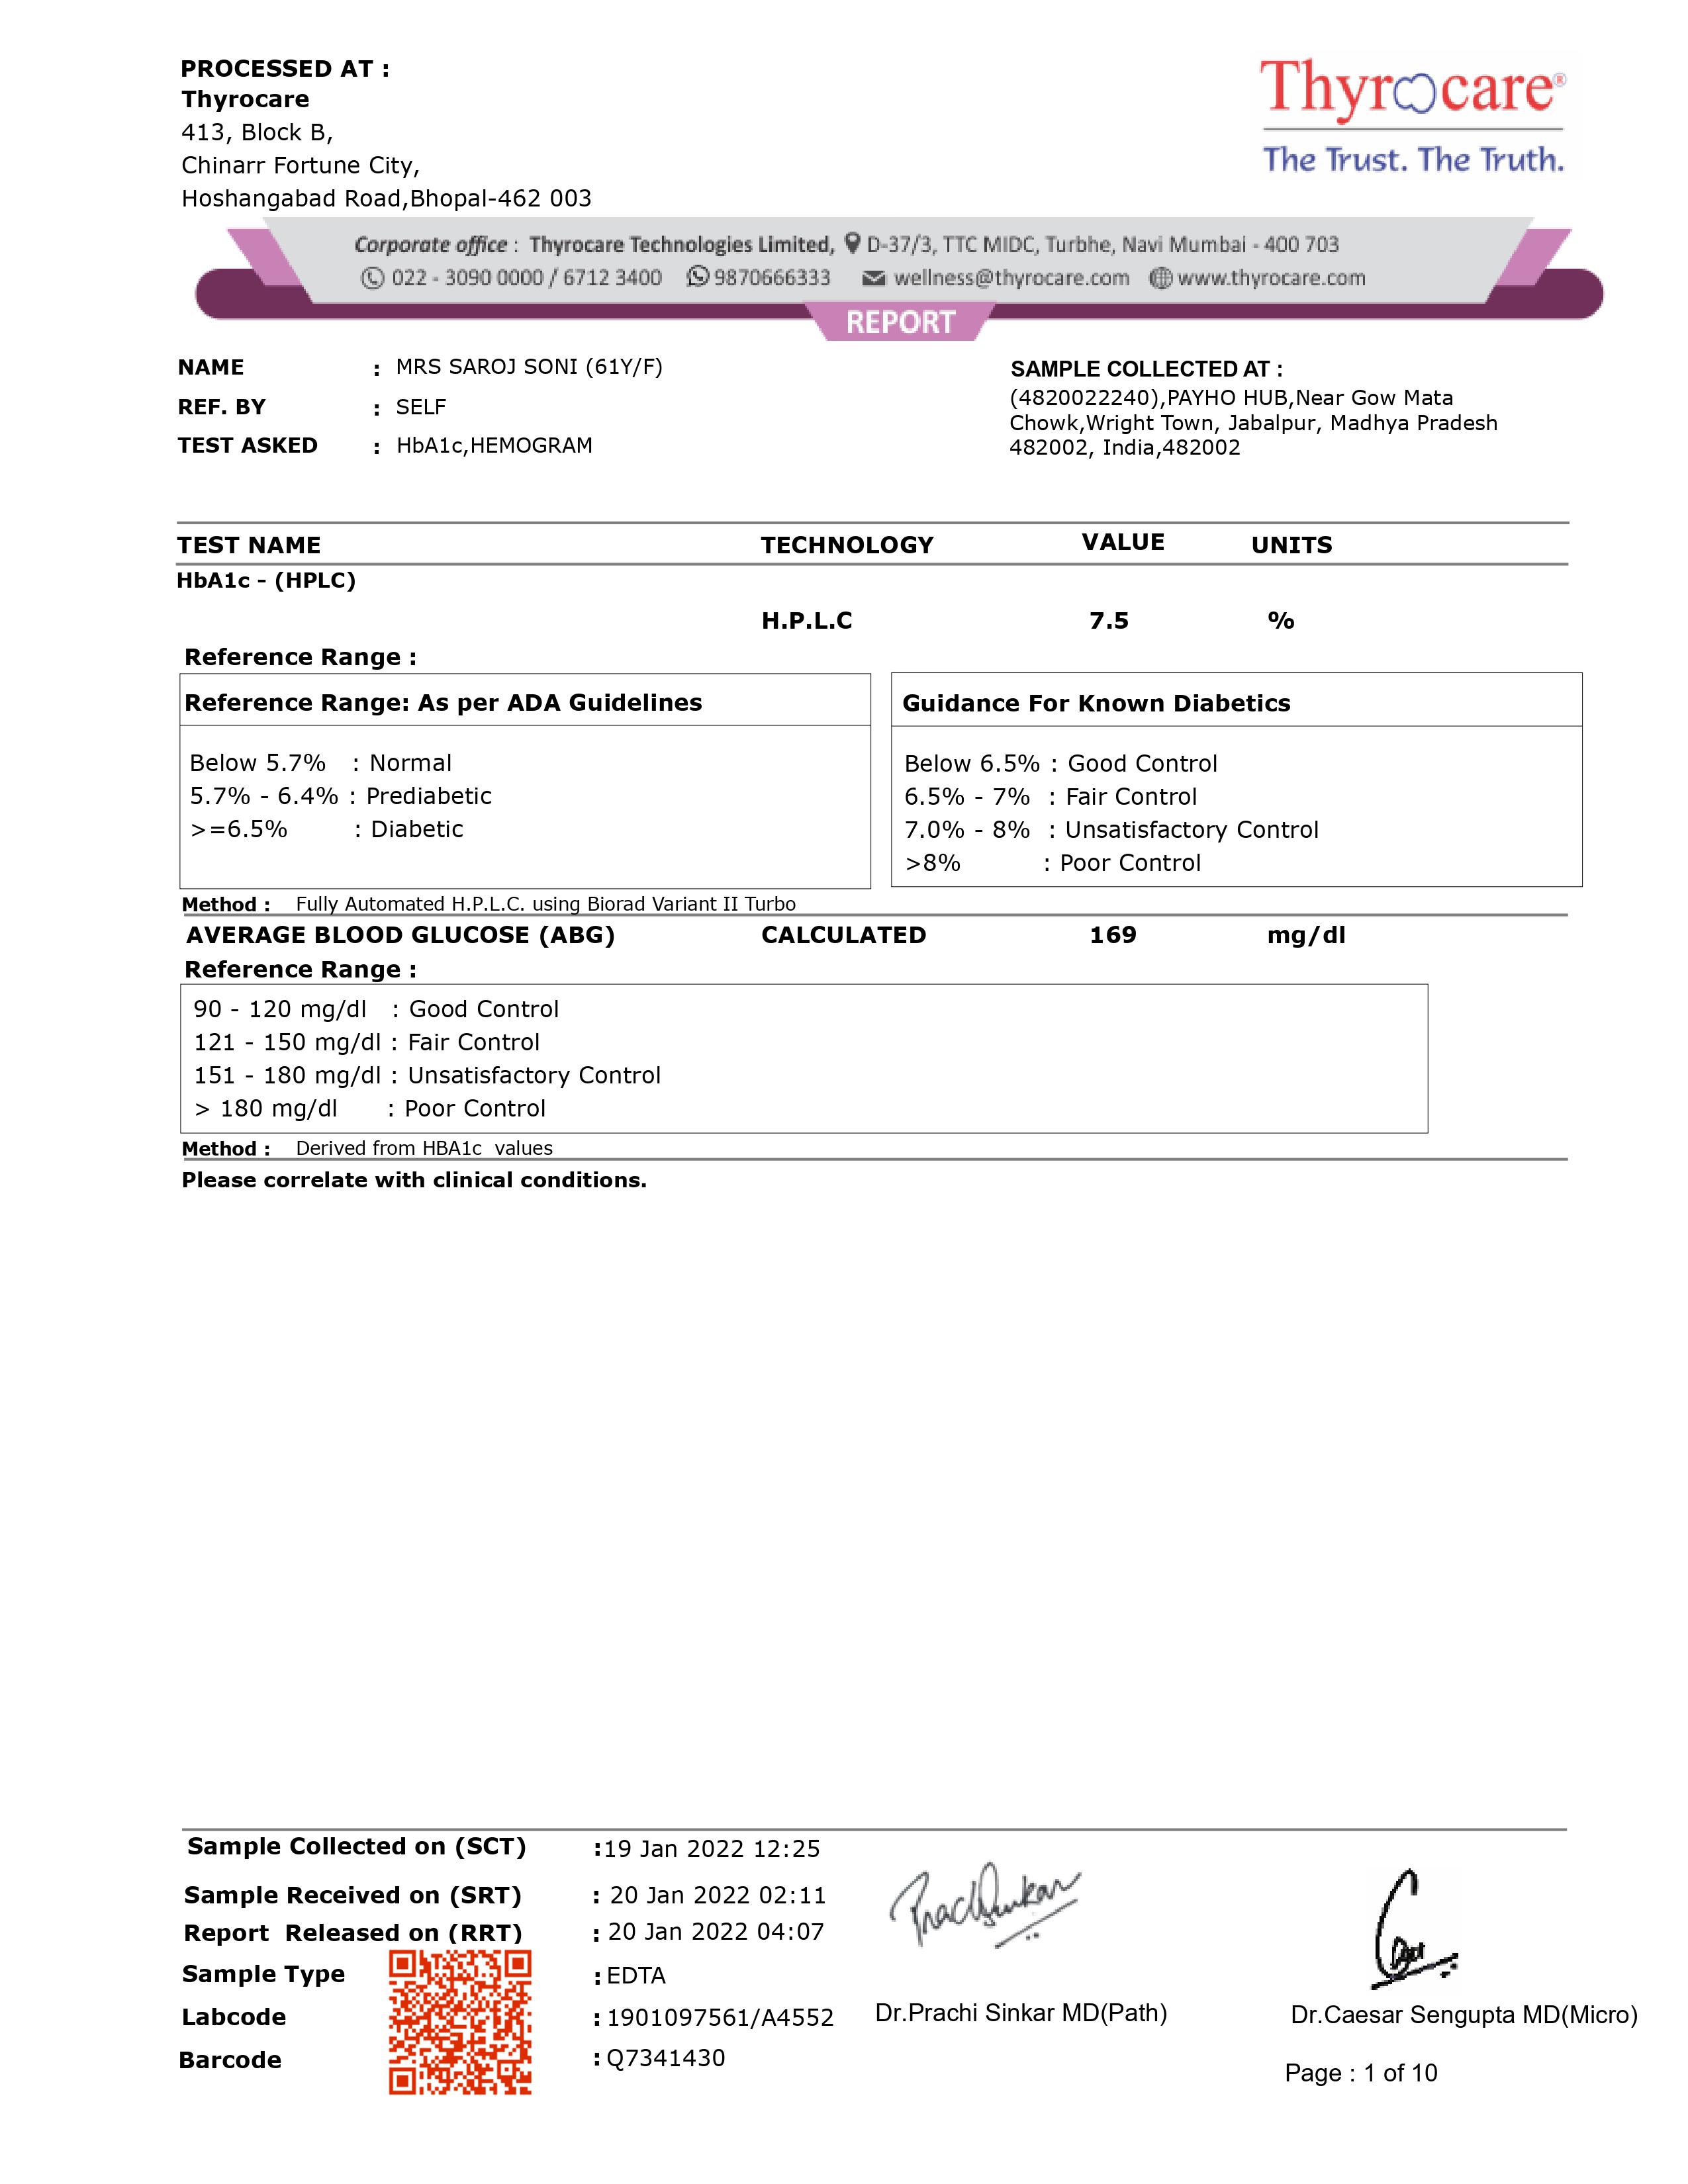 PROCESSED AT :
Thyrocare
413, Block B,
Chinarr Fortune City,
Hoshangabad Road,Bhopal-462 003
Thyrocare®
The Trust. The Truth.
Corporate office : Thyrocare Technologies Limited, D-37/3, TTC MIDC, Turbhe, Navi Mumbai - 400 703
022 - 3090 0000 / 6712 3400 9870666333 wellness@thyrocare.com www.thyrocare.com
REPORT
NAME : MRS SAROJ SONI (61Y/F)
REF. BY : SELF
TEST ASKED : HbA1c,HEMOGRAM
SAMPLE COLLECTED AT :
(4820022240),PAYHO HUB,Near Gow Mata
Chowk,Wright Town, Jabalpur, Madhya Pradesh
482002, India,482002
TEST NAME TECHNOLOGY VALUE UNITS
HbA1c - (HPLC)
H.P.L.C 7.5 %
Reference Range :
Reference Range: As per ADA Guidelines
Below 5.7% : Normal
5.7% - 6.4% : Prediabetic
>=6.5% : Diabetic
Guidance For Known Diabetics
Below 6.5% : Good Control
6.5% - 7% : Fair Control
7.0% - 8% : Unsatisfactory Control
>8% : Poor Control
Method : Fully Automated H.P.L.C. using Biorad Variant II Turbo
AVERAGE BLOOD GLUCOSE (ABG) CALCULATED 169 mg/dl
Reference Range :
90 - 120 mg/dl : Good Control
121 - 150 mg/dl : Fair Control
151 - 180 mg/dl : Unsatisfactory Control
> 180 mg/dl : Poor Control
Method : Derived from HBA1c values
Please correlate with clinical conditions.
Sample Collected on (SCT) :19 Jan 2022 12:25
Sample Received on (SRT) : 20 Jan 2022 02:11
Report Released on (RRT) : 20 Jan 2022 04:07
Sample Type : EDTA
Labcode : 1901097561/A4552
Barcode : Q7341430
Dr.Prachi Sinkar MD(Path)
Dr.Caesar Sengupta MD(Micro)
Page : 1 of 10